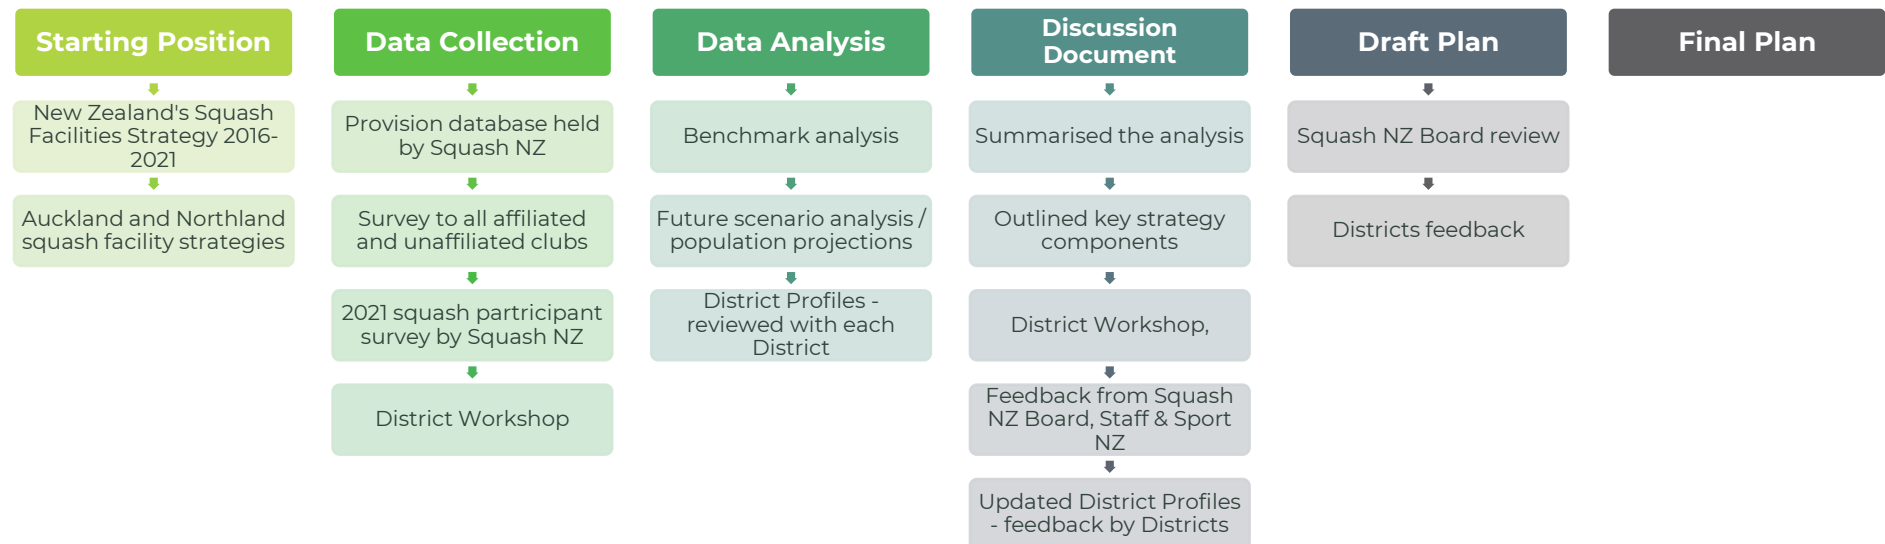 Starting Position
New Zealand's Squash
Facilities Strategy 2016-
2021
Auckland and Northland
squash facility strategies
Data Collection
Provision database held
by Squash NZ
Survey to all affiliated
and unaffiliated clubs
2021 squash partricipant
survey by Squash NZ
District Workshop
Data Analysis
Benchmark analysis
Future scenario analysis /
population projections
District Profiles -
reviewed with each
District
Discussion
Document
Summarised the analysis
Outlined key strategy
components
District Workshop,
Feedback from Squash
NZ Board, Staff & Sport
NZ
Updated District Profiles
- feedback by Districts
Draft Plan
Squash NZ Board review
Districts feedback
Final Plan